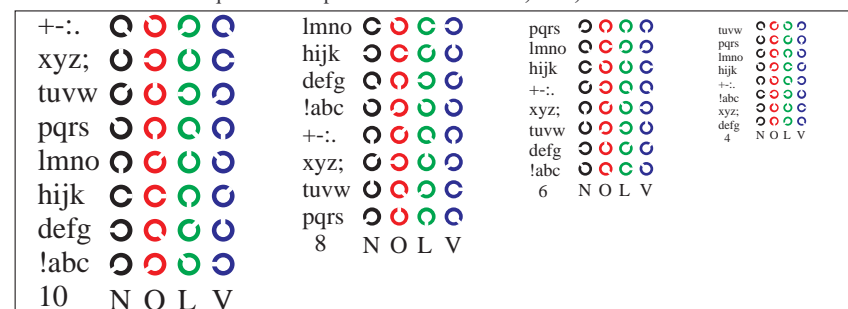 +-:.
xyz;
tuvw
pqrs
lmno
hijk
defg
!abc
10 N O L V
lmno
hijk
defg
!abc
+-:.
xyz;
tuvw
pqrs
8 N O L V
pqrs
lmno
hijk
+-:.
xyz;
tuvw
defg
!abc
6 N O L V
tuvw
pqrs
lmno
hijk
+-:.
!abc
xyz;
defg
4 N O L V